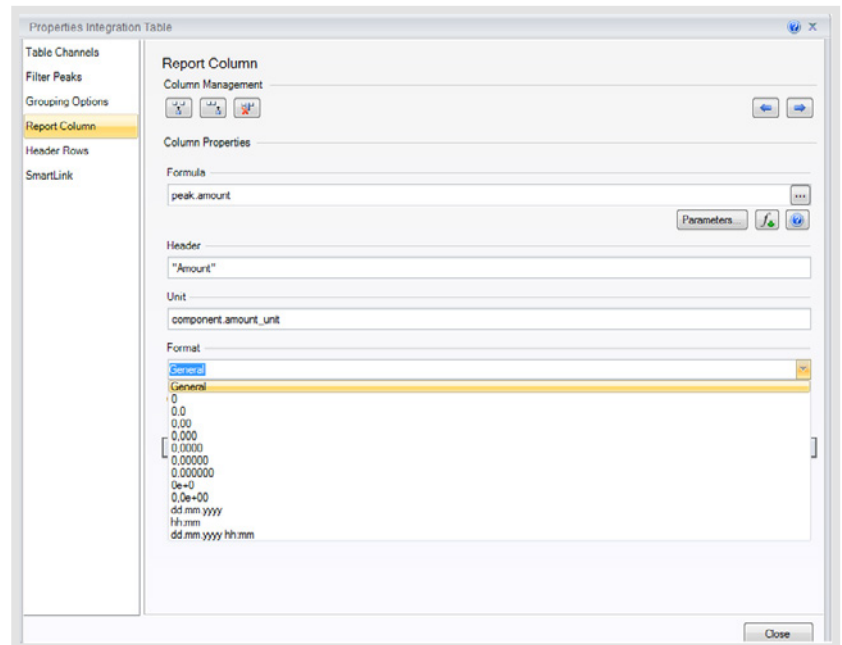 Properties Integration Table
X
Table Channels
Filter Peaks
Grouping Options
Report Column
Header Rows
SmartLink
Report Column
Column Management
Column Properties
Formula
peak.amount
...
Parameters...
Header
"Amount"
Unit
component.amount_unit
Format
General
General
0
0.0
0,00
0,000
0,0000
0,00000
0.000000
0e+0
0,0e+00
dd.mm.yyyy
hh:mm
dd.mm.yyyy hh:mm
Close